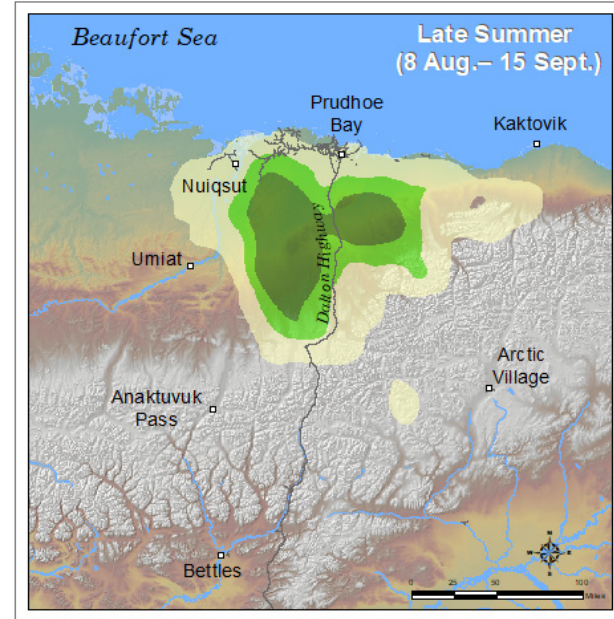 Beaufort Sea
Late Summer
(8 Aug.– 15 Sept.)
Prudhoe
Bay
Kaktovik
Nuiqsut
Umiat
Dalton Highway
Arctic
Village
Anaktuvuk
Pass
N
W E
S
Bettles
0 25 50 100
Miles